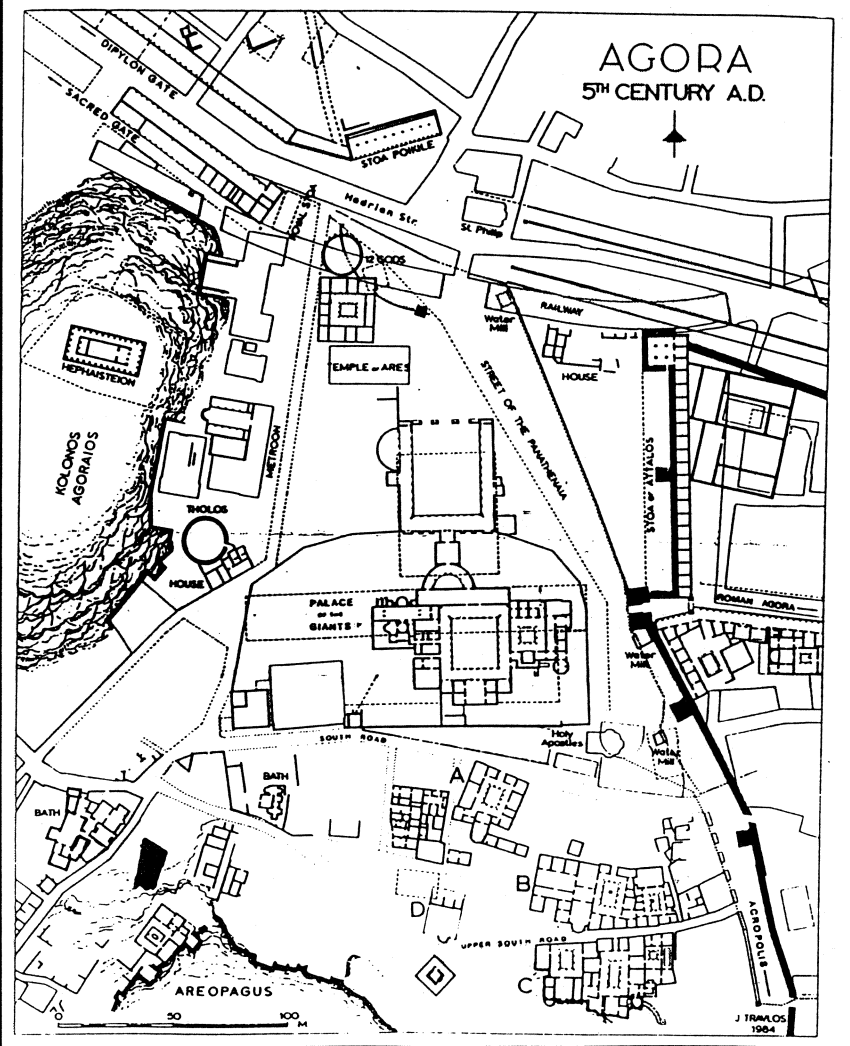 AGORA
5TH CENTURY A.D.
DIPYLON GATE
SACRED GATE
STOA POIKILE
Hadrian Str.
St. Philip
12 GODS
RAILWAY
Water
Mill
HOUSE
HEPHAISTEION
TEMPLE OF ARES
STREET OF THE PANATHENAIA
KOLONOS
AGORAIOS
METROON
STOA OF ATTALOS
THOLOS
HOUSE
PALACE
OF THE
GIANTS
ROMAN AGORA
Water
Mill
SOUTH ROAD
Holy
Apostles
Water
Mill
BATH
BATH
A
B
D
UPPER SOUTH ROAD
C
ACROPOLIS
AREOPAGUS
0 50 100
M
J TRAVLOS
1984